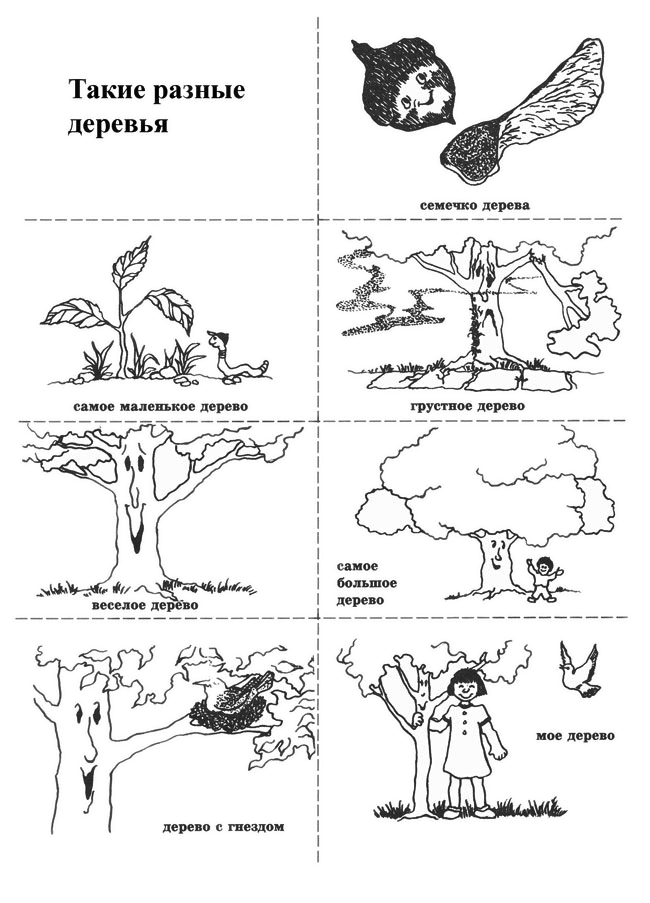 Такие разные
деревья
семечко дерева
самое маленькое дерево
грустное дерево
веселое дерево
самое
большое
дерево
дерево с гнездом
мое дерево